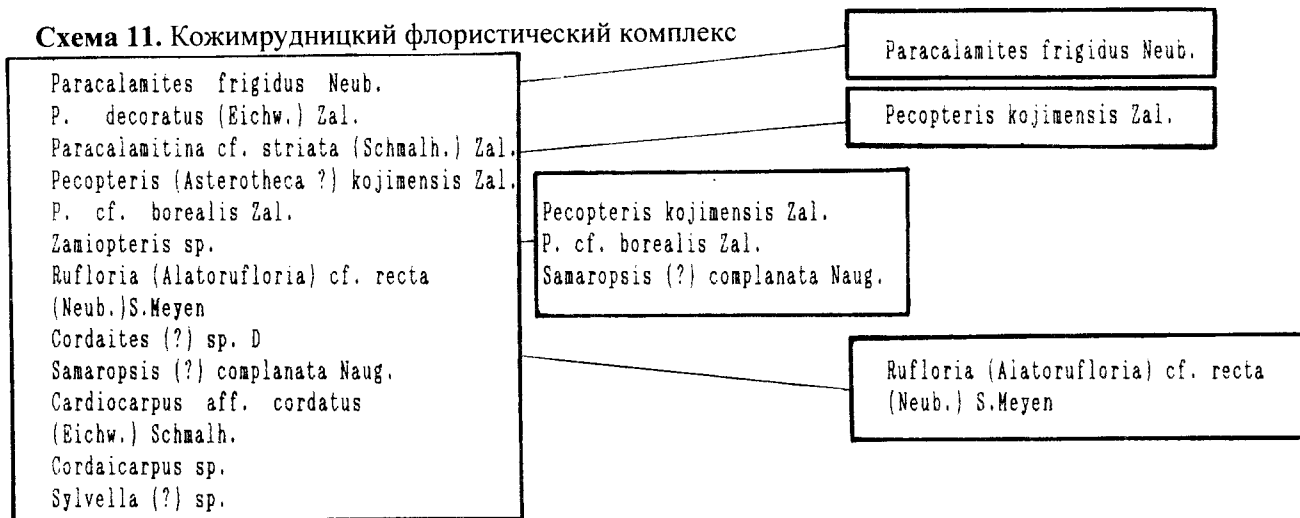 Схема 11. Кожимрудницкий флористический комплекс
Paracalamites frigidus Neub.
P. decoratus (Eichw.) Zal.
Paracalamitina cf. striata (Schmalh.) Zal.
Pecopteris (Asterotheca ?) kojimensis Zal.
P. cf. borealis Zal.
Zamiopteris sp.
Rufloria (Alatorufloria) cf. recta
(Neub.)S.Meyen
Cordaites (?) sp. D
Samaropsis (?) complanata Naug.
Cardiocarpus aff. cordatus
(Eichw.) Schmalh.
Cordaicarpus sp.
Sylvella (?) sp.
Paracalamites frigidus Neub.
Pecopteris kojimensis Zal.
Pecopteris kojimensis Zal.
P. cf. borealis Zal.
Samaropsis (?) complanata Naug.
Rufloria (Alatorufloria) cf. recta
(Neub.) S.Meyen